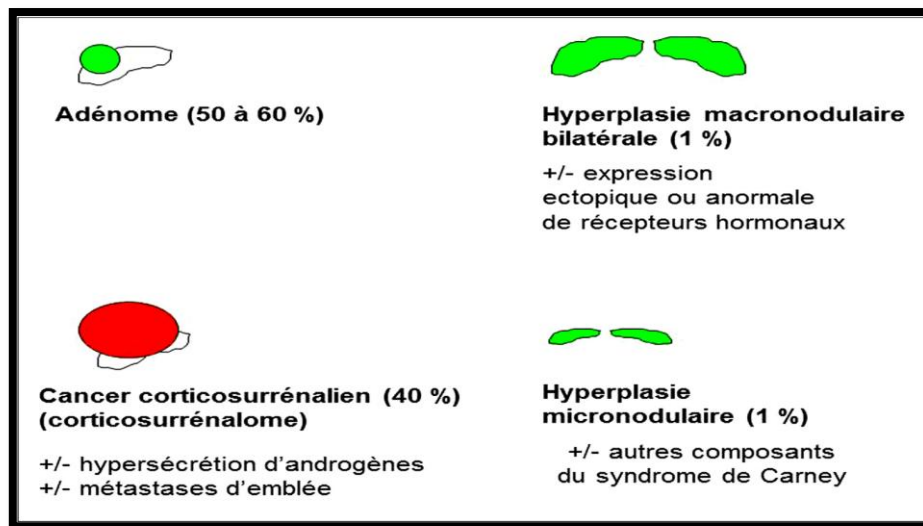 Adénome (50 à 60 %)
Hyperplasie macronodulaire
bilatérale (1 %)
+/- expression
ectopique ou anormale
de récepteurs hormonaux
Cancer corticosurrénalien (40 %)
(corticosurrénalome)
+/- hypersécrétion d’androgènes
+/- métastases d’emblée
Hyperplasie
micronodulaire (1 %)
+/- autres composants
du syndrome de Carney